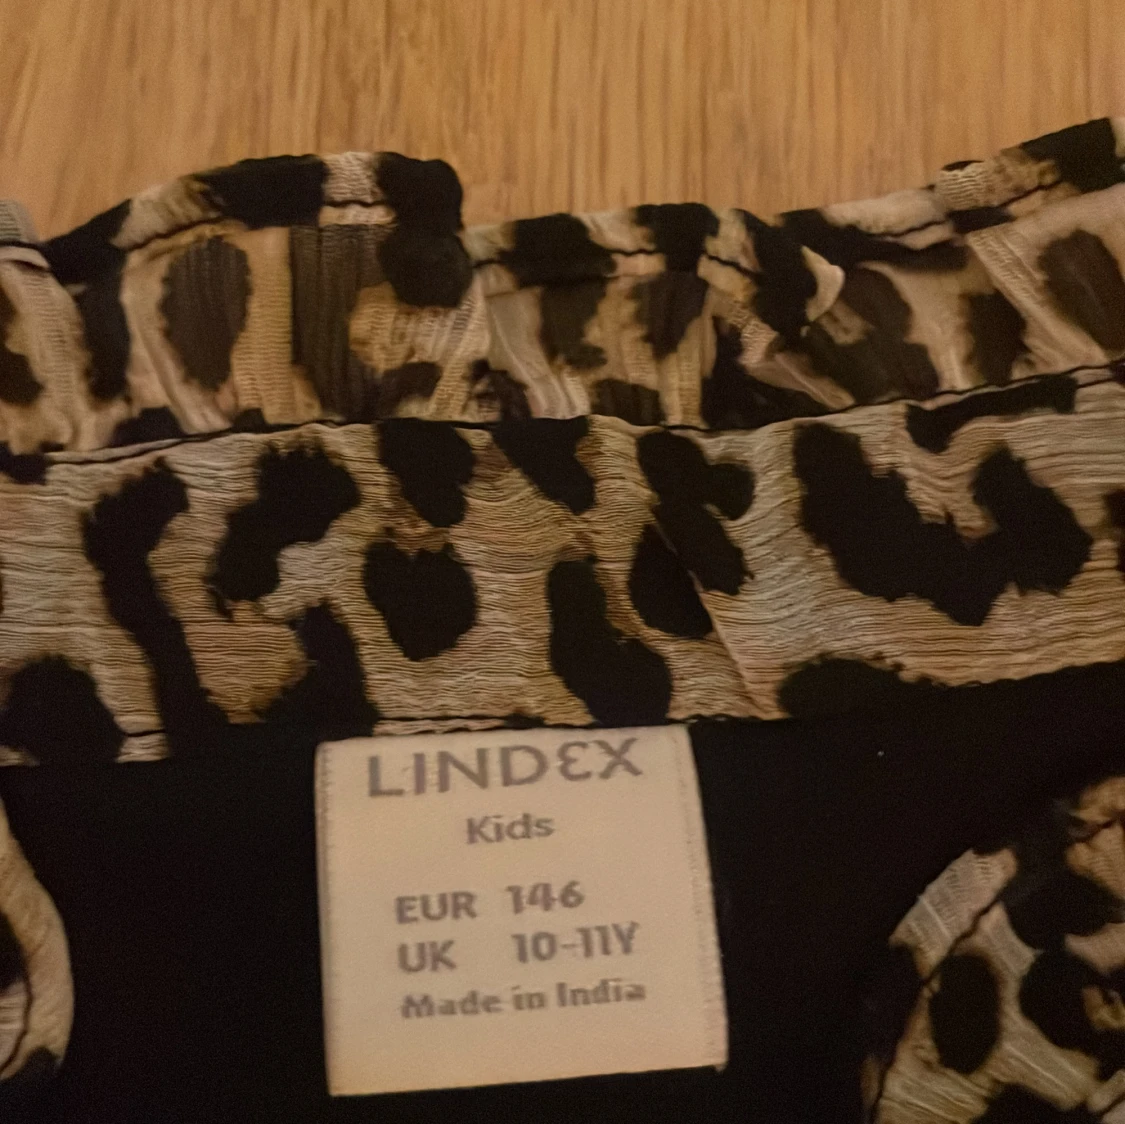 LINDEX
Kids
EUR 146
UK 10-11Y
Made in India